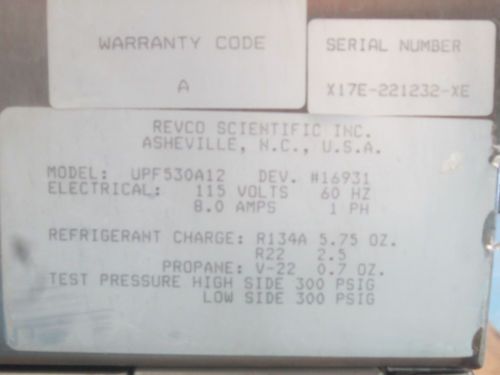 WARRANTY CODE
A
SERIAL NUMBER
X17E-221232-XE
REVCO SCIENTIFIC INC.
ASHEVILLE, N.C., U.S.A.
MODEL: UPF530A12 DEV. #16931
ELECTRICAL: 115 VOLTS 60 HZ
8.0 AMPS 1 PH
REFRIGERANT CHARGE: R134A 5.75 OZ.
R22 2.5
PROPANE: V-22 0.7 OZ.
TEST PRESSURE HIGH SIDE 300 PSIG
LOW SIDE 300 PSIG